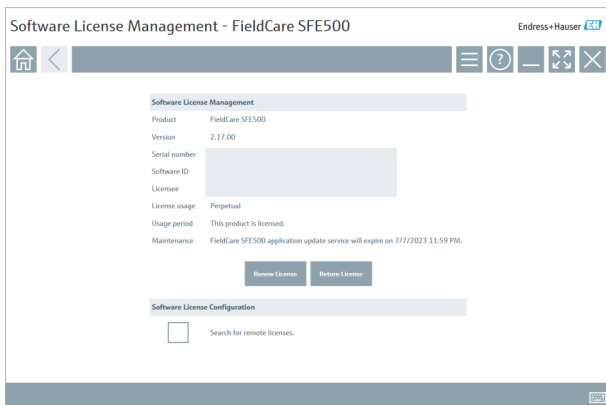 Software License Management - FieldCare SFE500
Endress+Hauser EH
Software License Management
Product FieldCare SFE500
Version 2.17.00
Serial number
Software ID
Licensee
License usage Perpetual
Usage period This product is licensed.
Maintenance FieldCare SFE500 application update service will expire on 7/7/2023 11:59 PM.
Renew License Return License
Software License Configuration
Search for remote licenses.